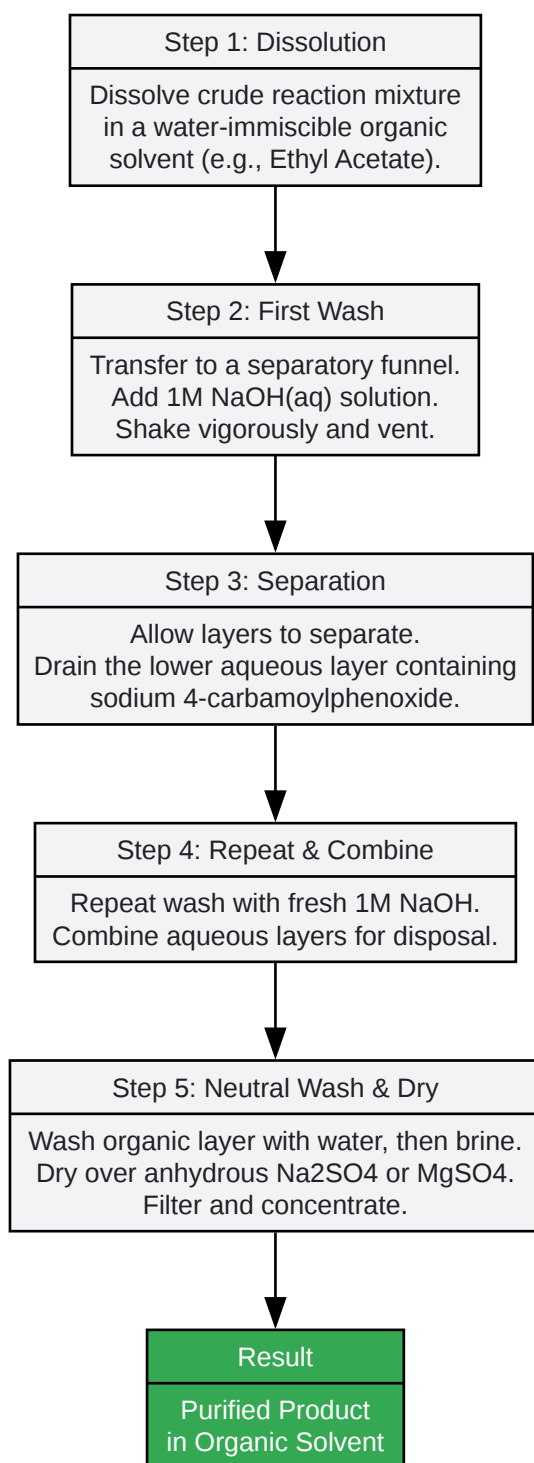 Step 1: Dissolution
Dissolve crude reaction mixture
in a water-immiscible organic
solvent (e.g., Ethyl Acetate).
Step 2: First Wash
Transfer to a separatory funnel.
Add 1M NaOH(aq) solution.
Shake vigorously and vent.
Step 3: Separation
Allow layers to separate.
Drain the lower aqueous layer containing
sodium 4-carbamoylphenoxide.
Step 4: Repeat & Combine
Repeat wash with fresh 1M NaOH.
Combine aqueous layers for disposal.
Step 5: Neutral Wash & Dry
Wash organic layer with water, then brine.
Dry over anhydrous Na2SO4 or MgSO4.
Filter and concentrate.
Result
Purified Product
in Organic Solvent